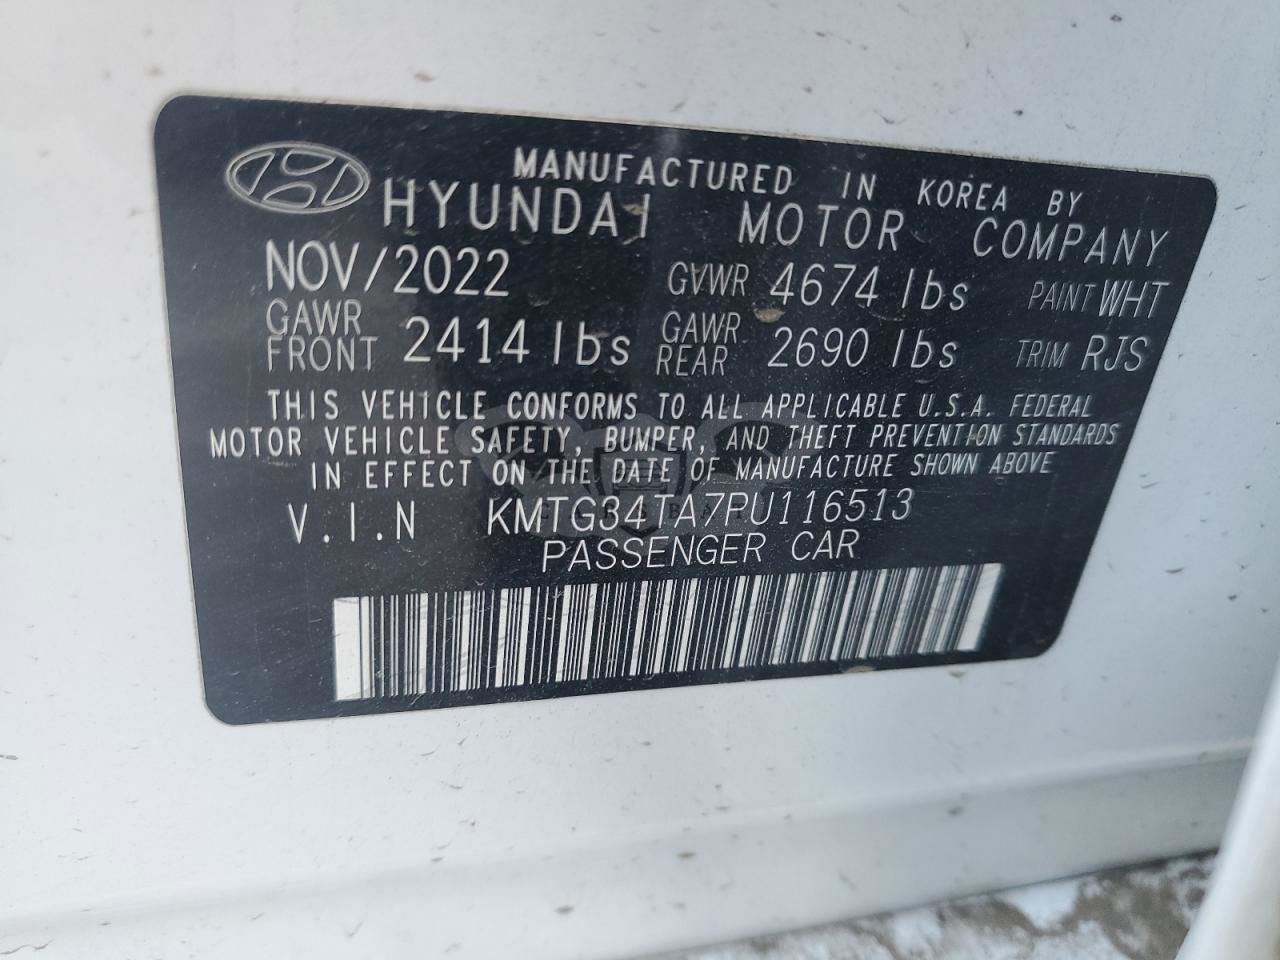 MANUFACTURED IN KOREA BY
HYUNDAI MOTOR COMPANY
NOV/2022 GVWR 4674 lbs PAINT WHT
GAWR FRONT 2414 lbs GAWR REAR 2690 lbs TRIM RJS
THIS VEHICLE CONFORMS TO ALL APPLICABLE U.S.A. FEDERAL
MOTOR VEHICLE SAFETY, BUMPER, AND THEFT PREVENTION STANDARDS
IN EFFECT ON THE DATE OF MANUFACTURE SHOWN ABOVE
V.I.N KMTG34TA7PU116513
PASSENGER CAR